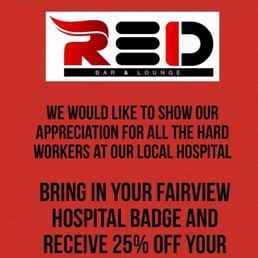 RED
BAR & LOUNGE
WE WOULD LIKE TO SHOW OUR
APPRECIATION FOR ALL THE HARD
WORKERS AT OUR LOCAL HOSPITAL
BRING IN YOUR FAIRVIEW
HOSPITAL BADGE AND
RECEIVE 25% OFF YOUR